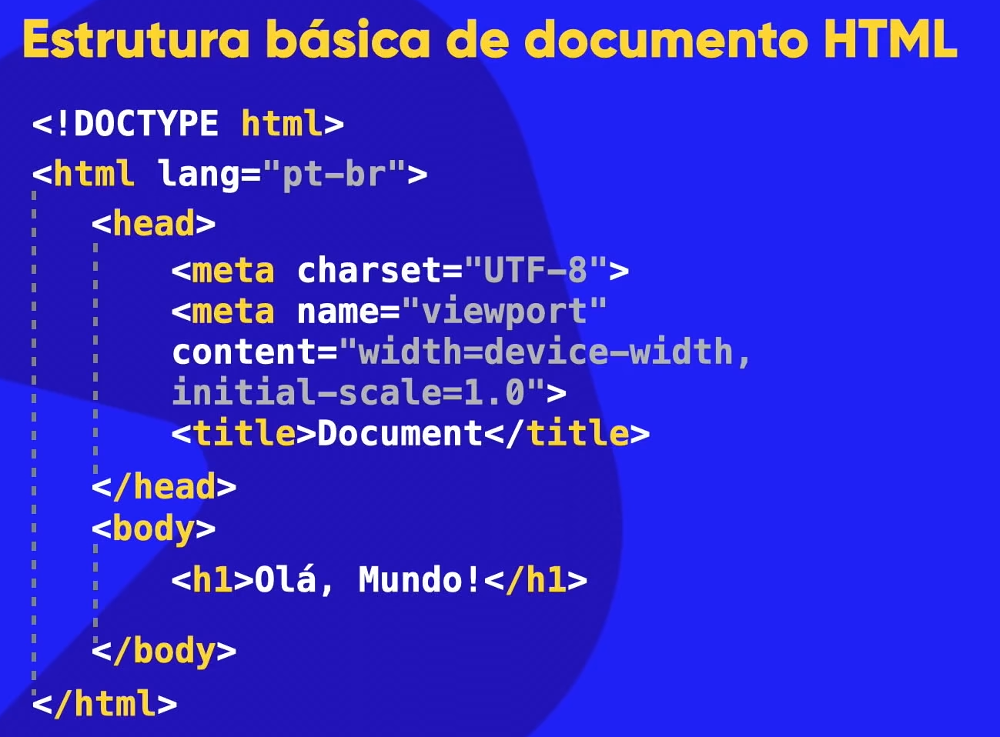 Estrutura básica de documento HTML
<!DOCTYPE html>
<html lang="pt-br">
<head>
<meta charset="UTF-8">
<meta name="viewport"
content="width=device-width,
initial-scale=1.0">
<title>Document</title>
</head>
<body>
<h1>Olá, Mundo!</h1>
</body>
</html>